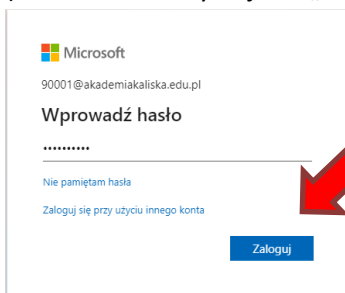 Microsoft
90001@akademiakaliska.edu.pl
Wprowadź hasło
••••••••••
Nie pamiętam hasła
Zaloguj się przy użyciu innego konta
Zaloguj